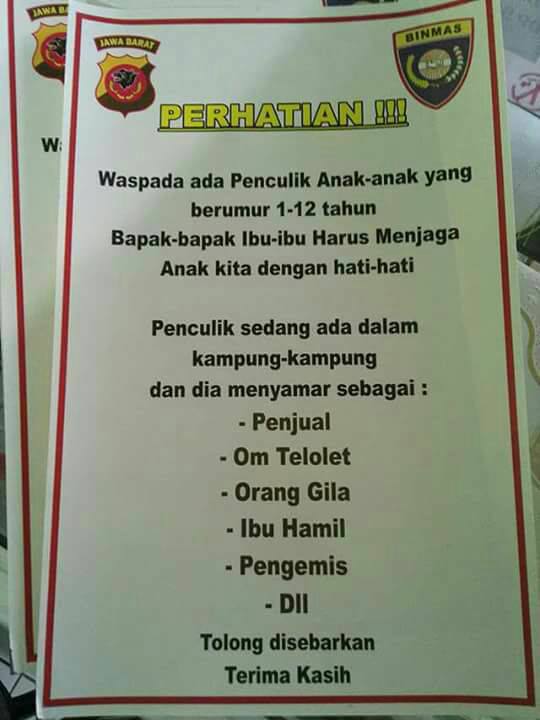 JAWA BARAT
BINMAS
PERHATIAN !!!
W
Waspada ada Penculik Anak-anak yang
berumur 1-12 tahun
Bapak-bapak Ibu-ibu Harus Menjaga
Anak kita dengan hati-hati
Penculik sedang ada dalam
kampung-kampung
dan dia menyamar sebagai :
- Penjual
- Om Telolet
- Orang Gila
- Ibu Hamil
- Pengemis
- Dll
Tolong disebarkan
Terima Kasih